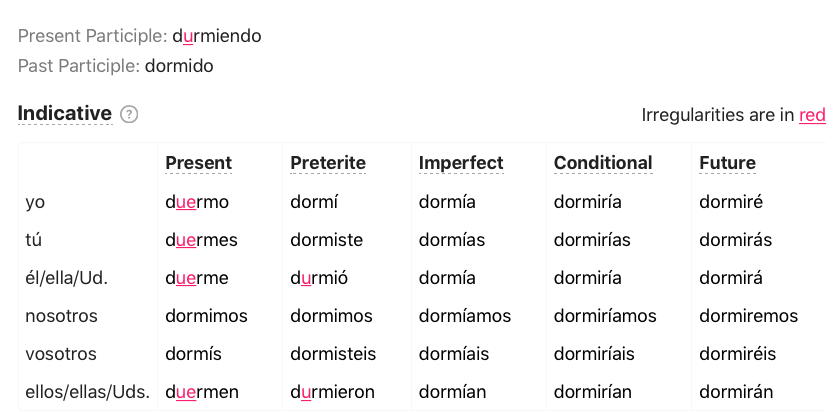 Present Participle: durmiendo
Past Participle: dormido
Indicative ? Irregularities are in red
Present Preterite Imperfect Conditional Future
yo duermo dormí dormía dormiría dormiré
tú duermes dormiste dormías dormirías dormirás
él/ella/Ud. duerme durmió dormía dormiría dormirá
nosotros dormimos dormimos dormíamos dormiríamos dormiremos
vosotros dormís dormisteis dormíais dormiríais dormiréis
ellos/ellas/Uds. duermen durmieron dormían dormirían dormirán